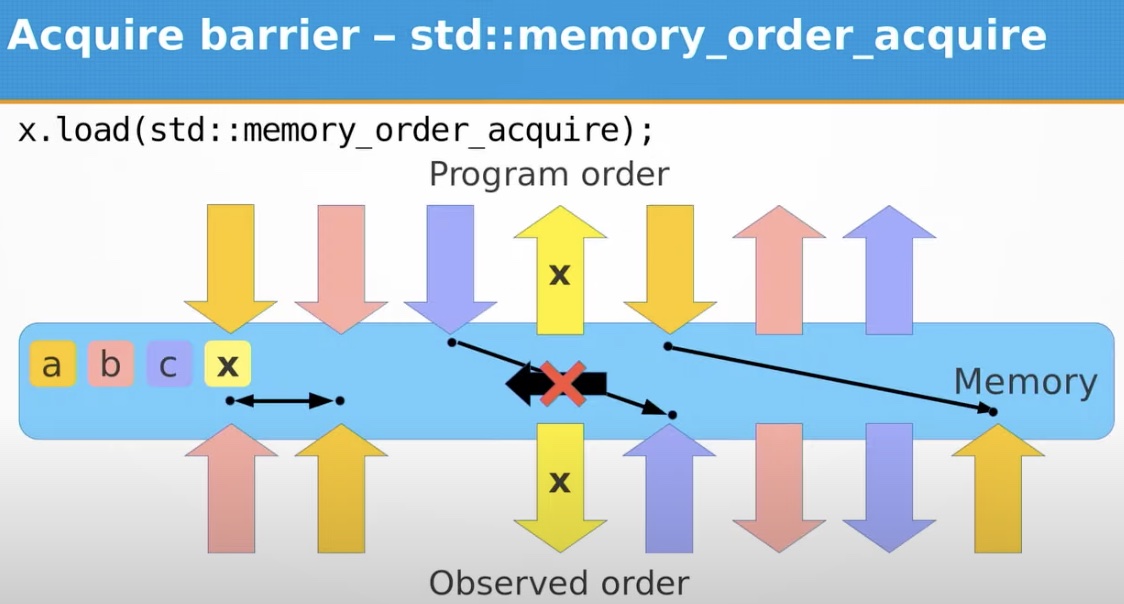 Acquire barrier – std::memory_order_acquire
x.load(std::memory_order_acquire);
Program order
x
a b c x
Memory
x
Observed order